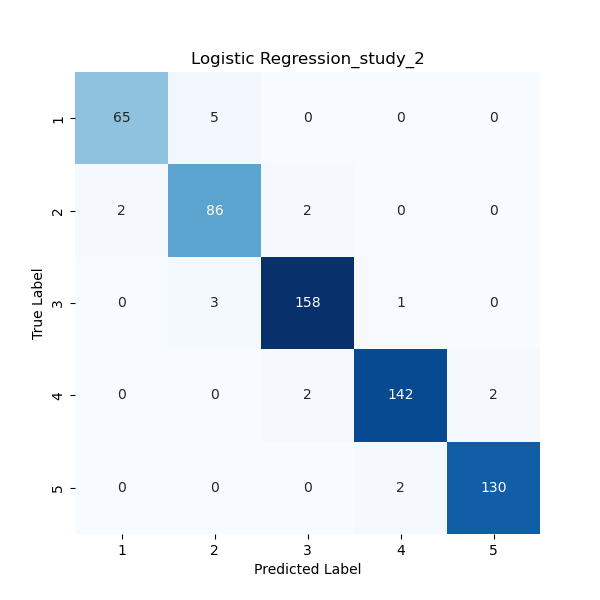 Logistic Regression_study_2
1 65 5 0 0 0
2 2 86 2 0 0
3 0 3 158 1 0
4 0 0 2 142 2
5 0 0 0 2 130
True Label
1 2 3 4 5
Predicted Label